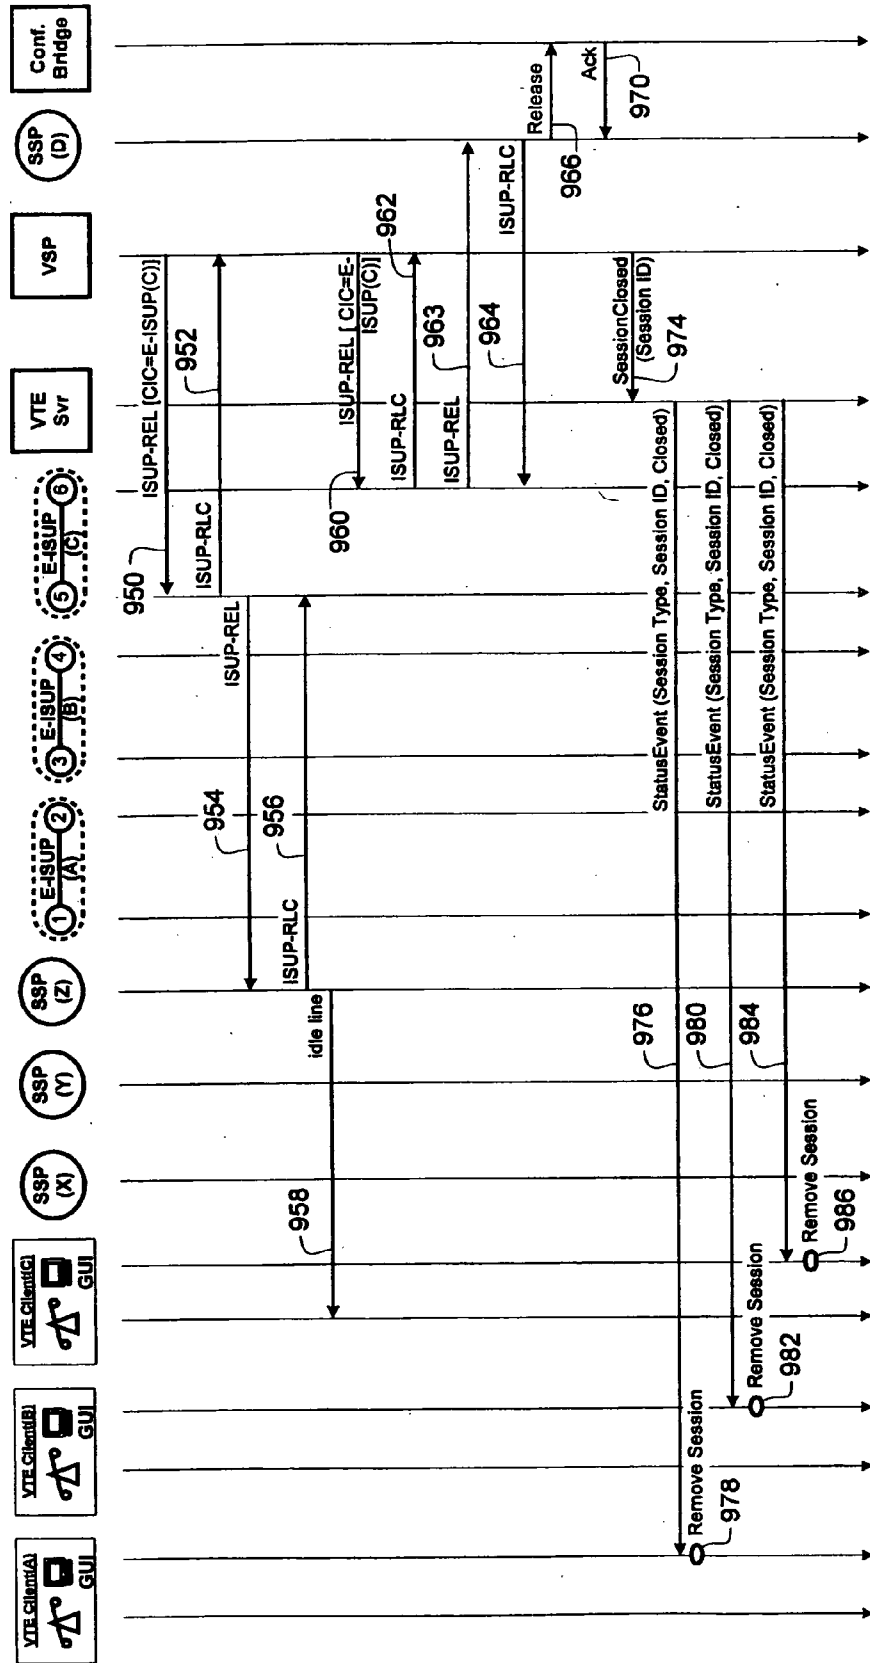 VTE Client(A)
GUI
VTE Client(B)
GUI
VTE Client(C)
GUI
SSP
(X)
SSP
(Y)
SSP
(Z)
1
E-ISUP
(A)
2
3
E-ISUP
(B)
4
5
E-ISUP
(C)
6
VTE
Svr
VSP
SSP
(D)
Conf.
Bridge
950
ISUP-REL [CIC=E-ISUP(C)]
ISUP-RLC
952
954
ISUP-REL
ISUP-RLC
956
idle line
958
ISUP-REL [ CIC=E-
ISUP(C)]
960
ISUP-RLC
962
ISUP-REL
963
964
ISUP-RLC
Release
966
Ack
970
SessionClosed
(Session ID)
974
StatusEvent (Session Type, Session ID, Closed)
976
Remove Session
978
StatusEvent (Session Type, Session ID, Closed)
980
Remove Session
982
StatusEvent (Session Type, Session ID, Closed)
984
Remove Session
986